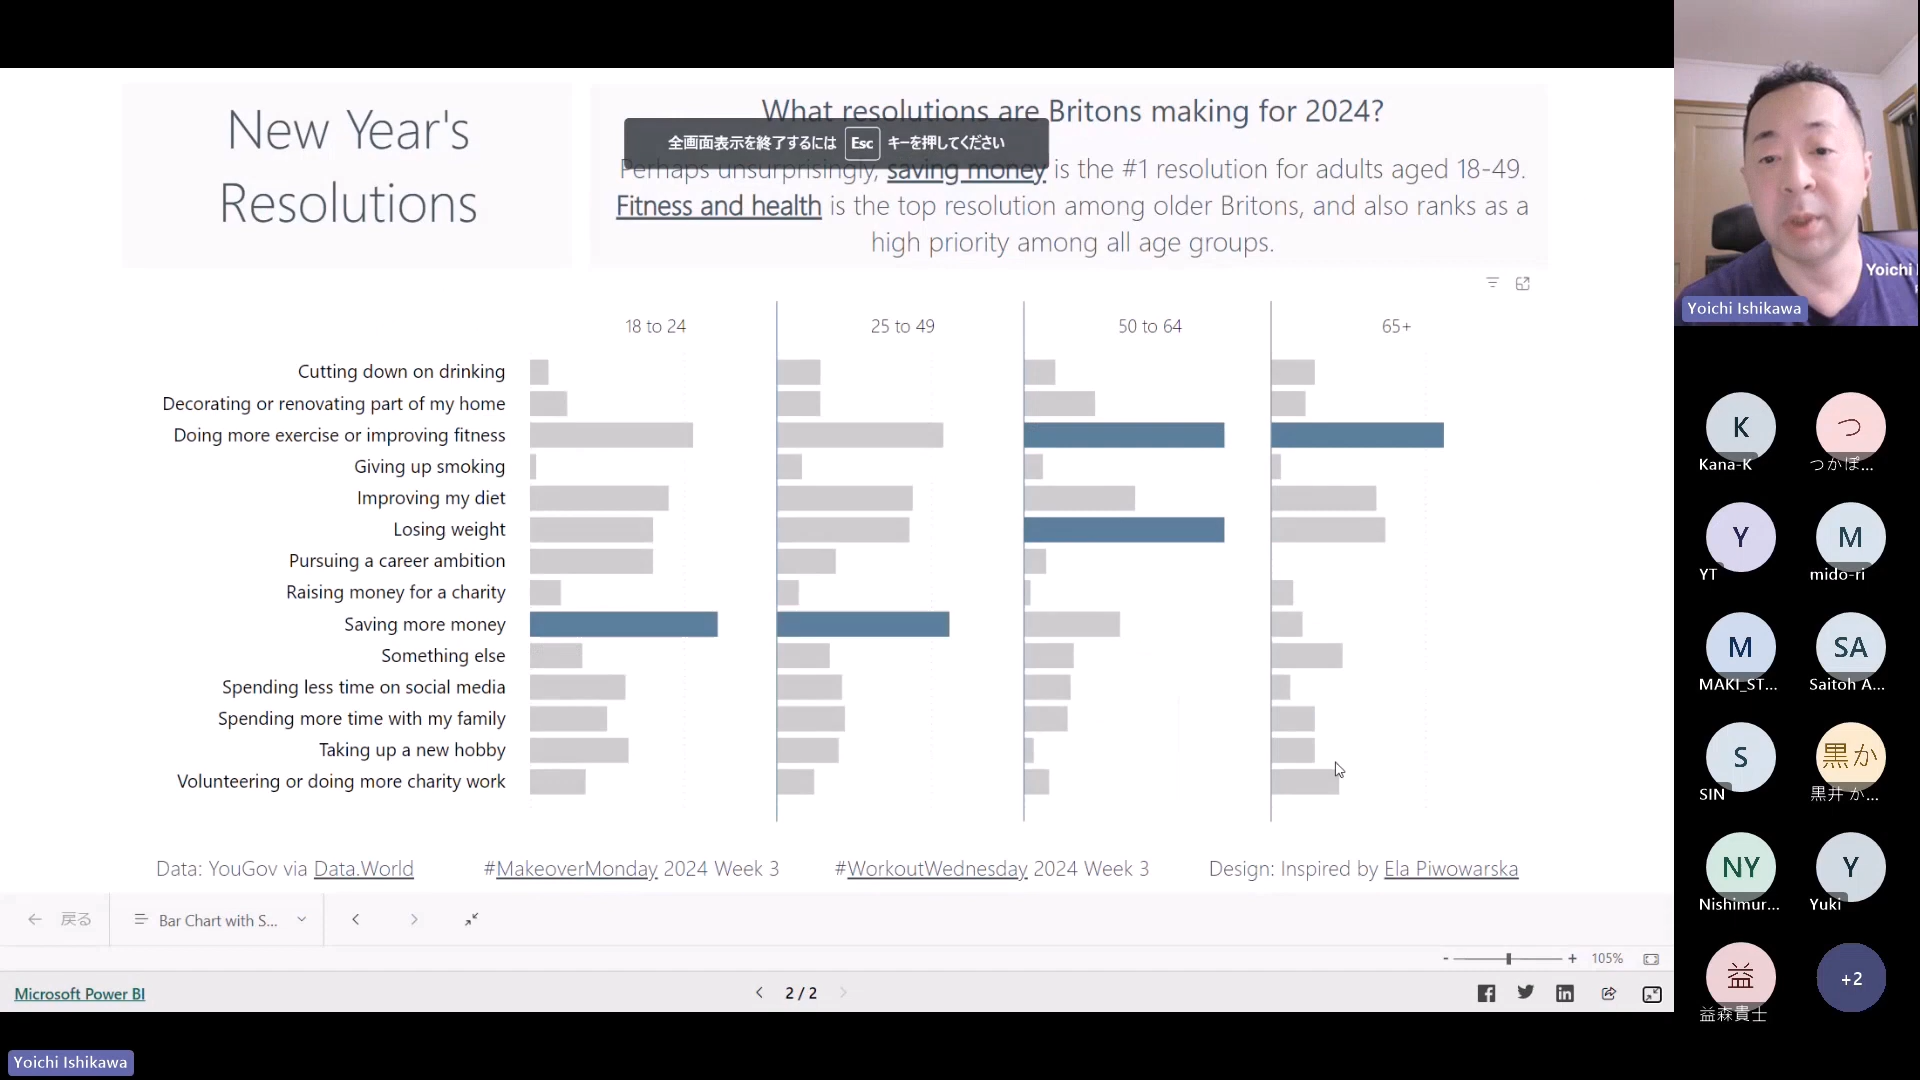 New Year's
Resolutions
What resolutions are Britons making for 2024?
全画面表示を終了するには Esc キーを押してください
Perhaps unsurprisingly, saving money is the #1 resolution for adults aged 18-49.
Fitness and health is the top resolution among older Britons, and also ranks as a
high priority among all age groups.
18 to 24
25 to 49
50 to 64
65+
Cutting down on drinking
Decorating or renovating part of my home
Doing more exercise or improving fitness
Giving up smoking
Improving my diet
Losing weight
Pursuing a career ambition
Raising money for a charity
Saving more money
Something else
Spending less time on social media
Spending more time with my family
Taking up a new hobby
Volunteering or doing more charity work
Data: YouGov via Data.World
#MakeoverMonday 2024 Week 3
#WorkoutWednesday 2024 Week 3
Design: Inspired by Ela Piwowarska
戻る
Bar Chart with S...
- + 105%
Microsoft Power BI
2 / 2
Yoichi Ishikawa
Yoichi
Yoichi Ishikawa
K
Kana-K
つ
つかぽ...
Y
YT
M
mido-ri
M
MAKI_ST...
SA
Saitoh A...
S
SIN
黒か
黒井 か...
NY
Nishimur...
Y
Yuki
益
益森貴士
+2